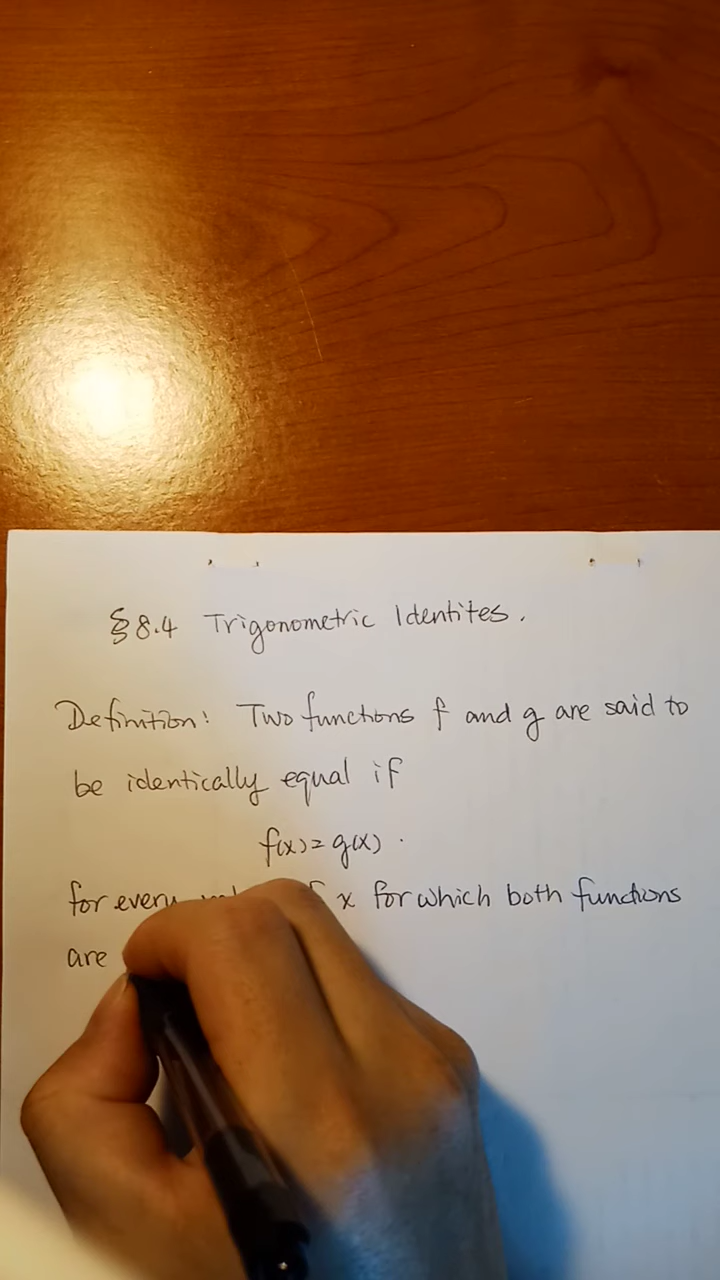 § 8.4 Trigonometric Identites.
Definition: Two functions f and g are said to
be identically equal if
f(x) = g(x).
for every x for which both functions
are